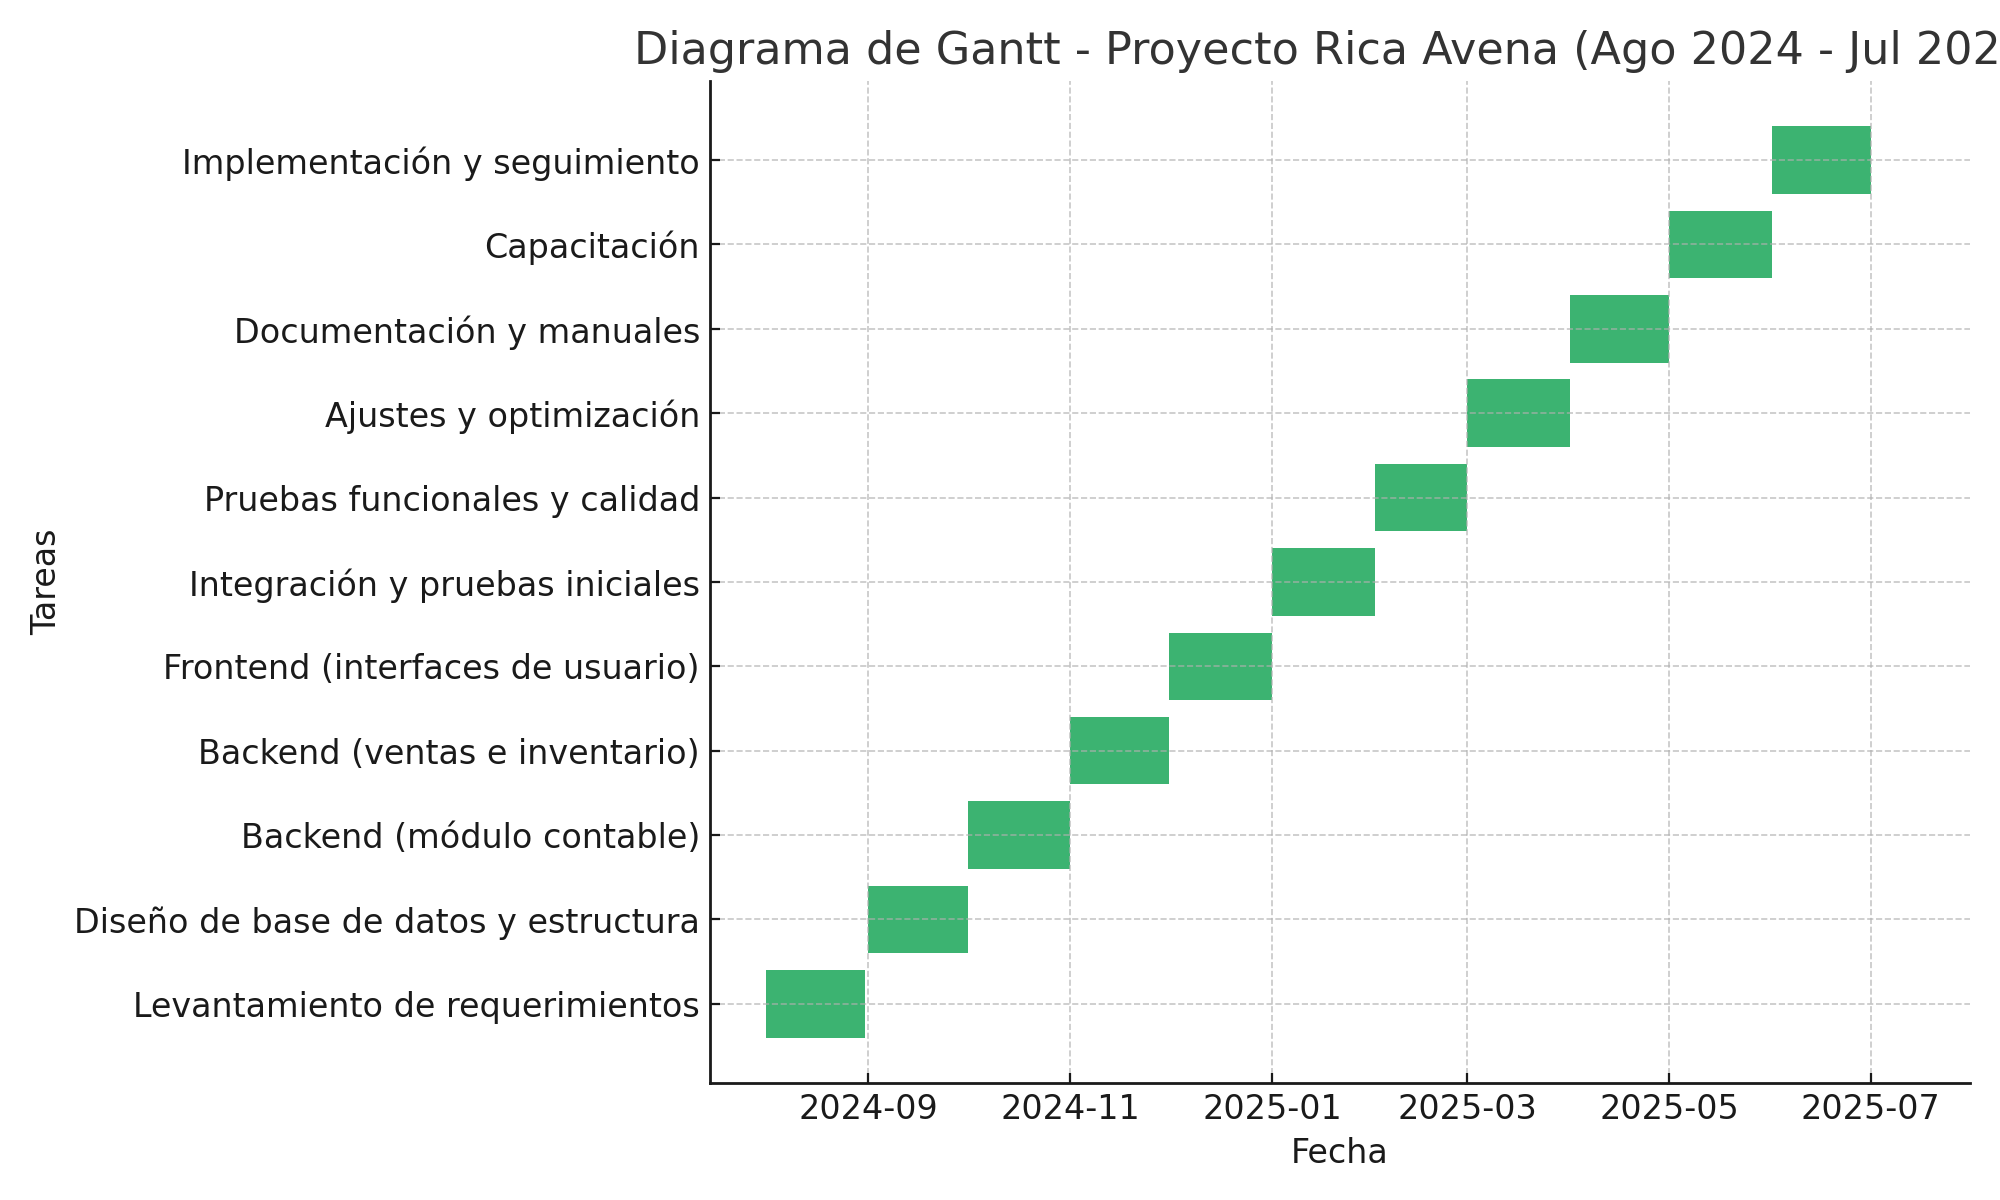 Diagrama de Gantt - Proyecto Rica Avena (Ago 2024 - Jul 202
Implementación y seguimiento
Capacitación
Documentación y manuales
Ajustes y optimización
Pruebas funcionales y calidad
Integración y pruebas iniciales
Frontend (interfaces de usuario)
Backend (ventas e inventario)
Backend (módulo contable)
Diseño de base de datos y estructura
Levantamiento de requerimientos
Tareas
2024-09 2024-11 2025-01 2025-03 2025-05 2025-07
Fecha